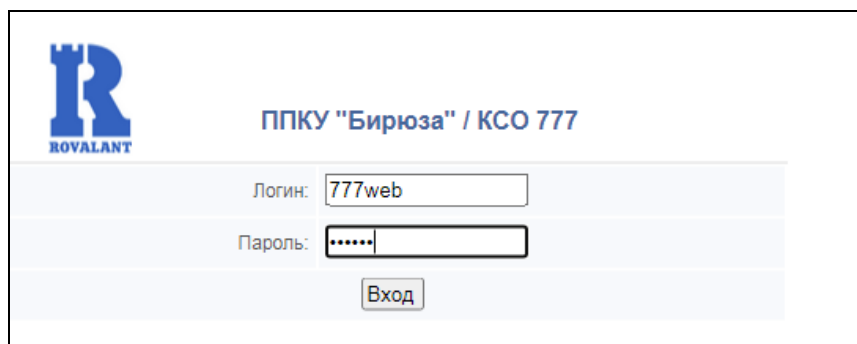 ROVALANT
ППКУ "Бирюза" / КСО 777
Логин: 777web
Пароль: ••••••
Вход